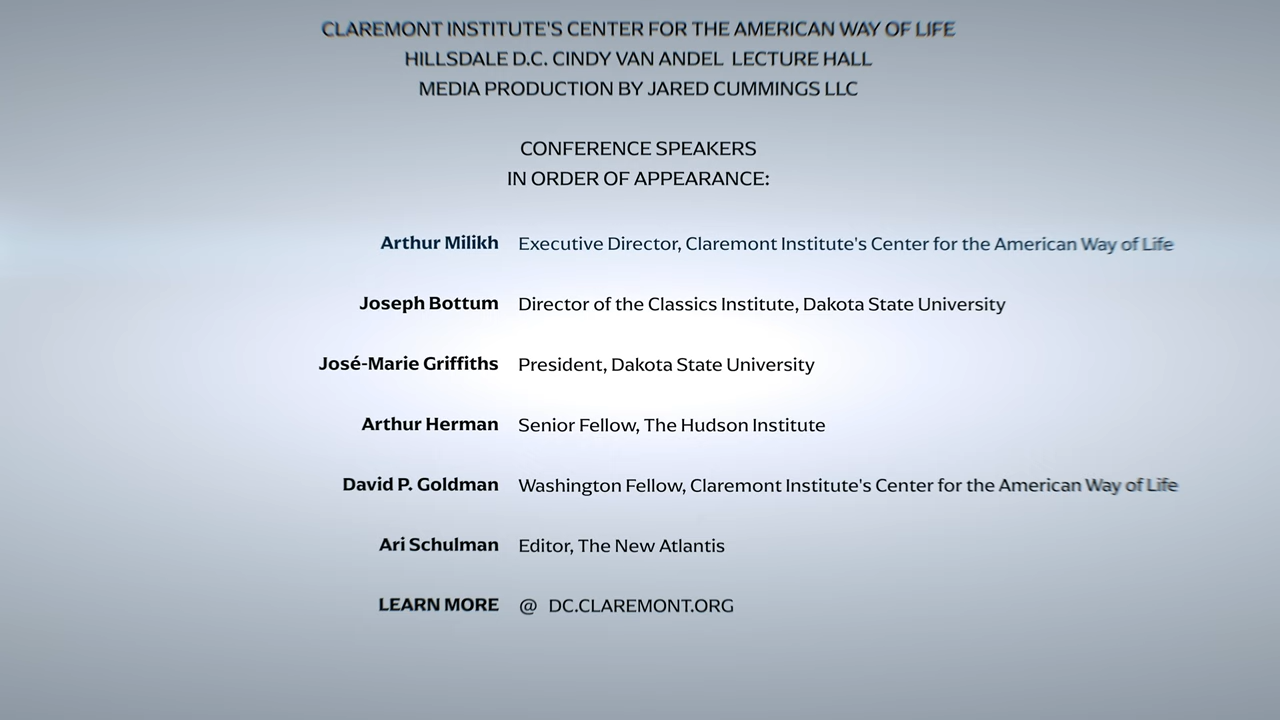 CLAREMONT INSTITUTE'S CENTER FOR THE AMERICAN WAY OF LIFE
HILLSDALE D.C. CINDY VAN ANDEL LECTURE HALL
MEDIA PRODUCTION BY JARED CUMMINGS LLC
CONFERENCE SPEAKERS
IN ORDER OF APPEARANCE:
Arthur Milikh Executive Director, Claremont Institute's Center for the American Way of Life
Joseph Bottum Director of the Classics Institute, Dakota State University
José-Marie Griffiths President, Dakota State University
Arthur Herman Senior Fellow, The Hudson Institute
David P. Goldman Washington Fellow, Claremont Institute's Center for the American Way of Life
Ari Schulman Editor, The New Atlantis
LEARN MORE @ DC.CLAREMONT.ORG